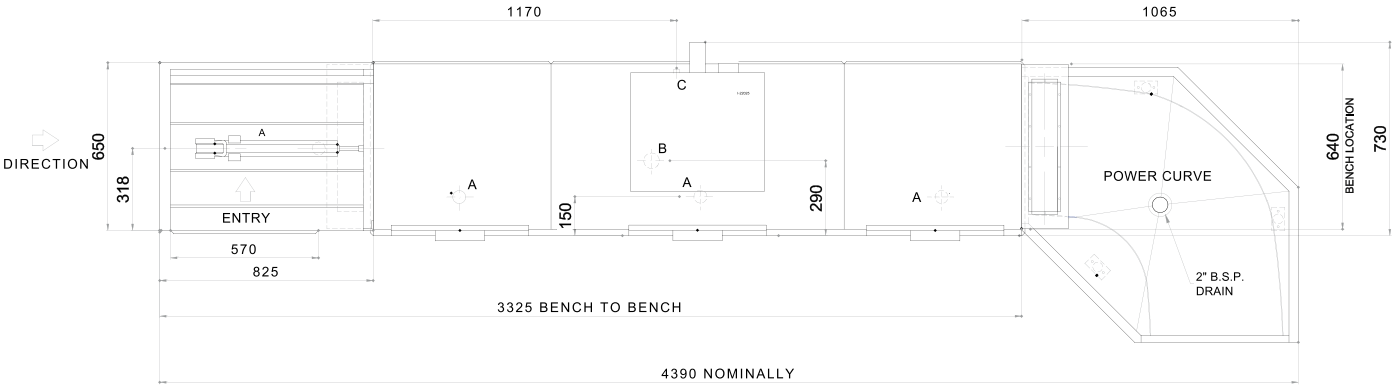 1170
1065
C
DIRECTION
650
318
A
ENTRY
B
A
A
A
150
290
POWER CURVE
640
BENCH LOCATION
730
570
825
2" B.S.P.
DRAIN
3325 BENCH TO BENCH
4390 NOMINALLY